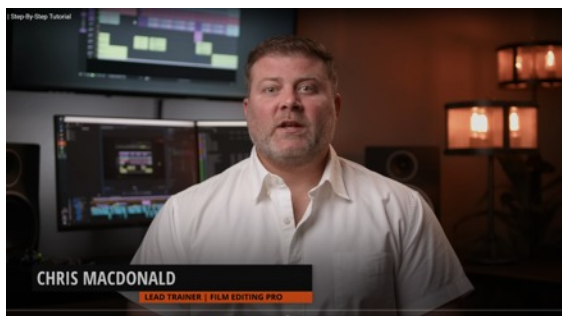 | Step-By-Step Tutorial
CHRIS MACDONALD
LEAD TRAINER | FILM EDITING PRO